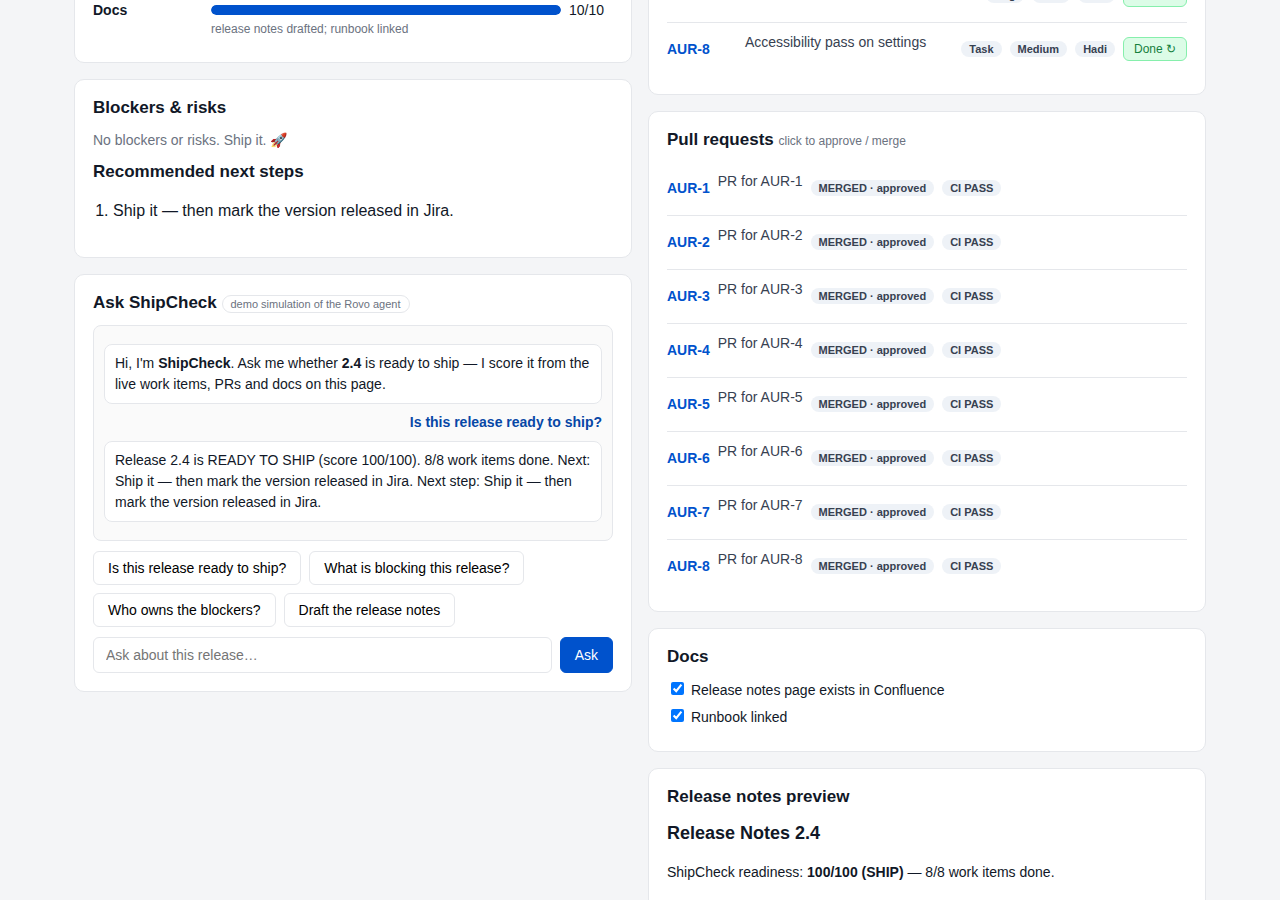 Docs 10/10
release notes drafted; runbook linked
Blockers & risks
No blockers or risks. Ship it. 🚀
Recommended next steps
1. Ship it — then mark the version released in Jira.
Ask ShipCheck demo simulation of the Rovo agent
Hi, I'm ShipCheck. Ask me whether 2.4 is ready to ship — I score it from the
live work items, PRs and docs on this page.
Is this release ready to ship?
Release 2.4 is READY TO SHIP (score 100/100). 8/8 work items done. Next:
Ship it — then mark the version released in Jira. Next step: Ship it — then
mark the version released in Jira.
Is this release ready to ship? What is blocking this release?
Who owns the blockers? Draft the release notes
Ask about this release… Ask
AUR-8 Accessibility pass on settings Task Medium Hadi Done ↻
Pull requests click to approve / merge
AUR-1 PR for AUR-1 MERGED · approved CI PASS
AUR-2 PR for AUR-2 MERGED · approved CI PASS
AUR-3 PR for AUR-3 MERGED · approved CI PASS
AUR-4 PR for AUR-4 MERGED · approved CI PASS
AUR-5 PR for AUR-5 MERGED · approved CI PASS
AUR-6 PR for AUR-6 MERGED · approved CI PASS
AUR-7 PR for AUR-7 MERGED · approved CI PASS
AUR-8 PR for AUR-8 MERGED · approved CI PASS
Docs
Release notes page exists in Confluence
Runbook linked
Release notes preview
Release Notes 2.4
ShipCheck readiness: 100/100 (SHIP) — 8/8 work items done.